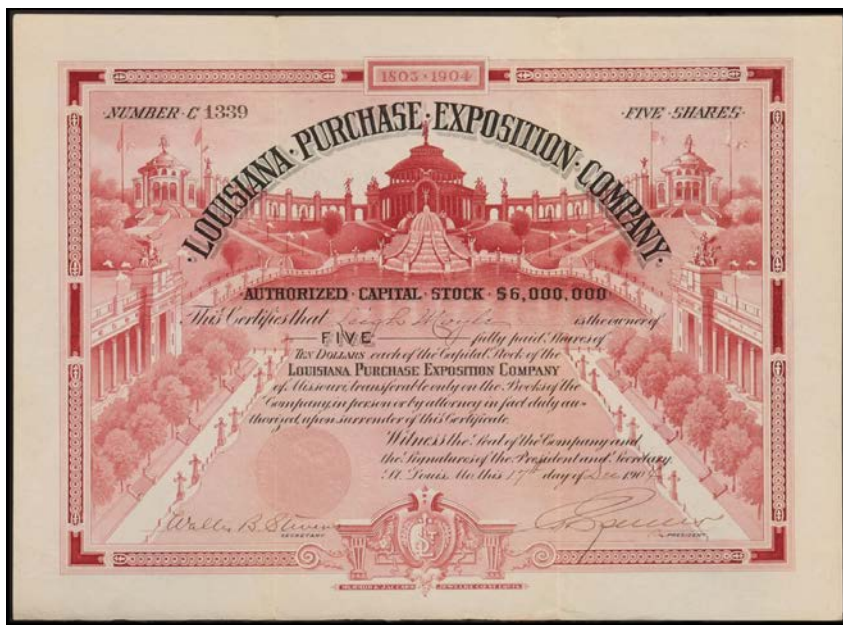 1803 · 1904
NUMBER · C 1339
· FIVE · SHARES ·
· LOUISIANA · PURCHASE · EXPOSITION · COMPANY ·
AUTHORIZED · CAPITAL · STOCK · $6,000,000
This Certifies that is the owner of
FIVE fully paid Shares of
TEN DOLLARS each of the Capital Stock of the
LOUISIANA PURCHASE EXPOSITION COMPANY
of Missouri, transferable only on the Books of the
Company, in person or by attorney in fact duly au-
thorized, upon surrender of this Certificate.
Witness the Seal of the Company and
the Signatures of the President and Secretary.
St. Louis, Mo. this 17th day of Dec 190
Walter B. Stevens
SECRETARY
PRESIDENT